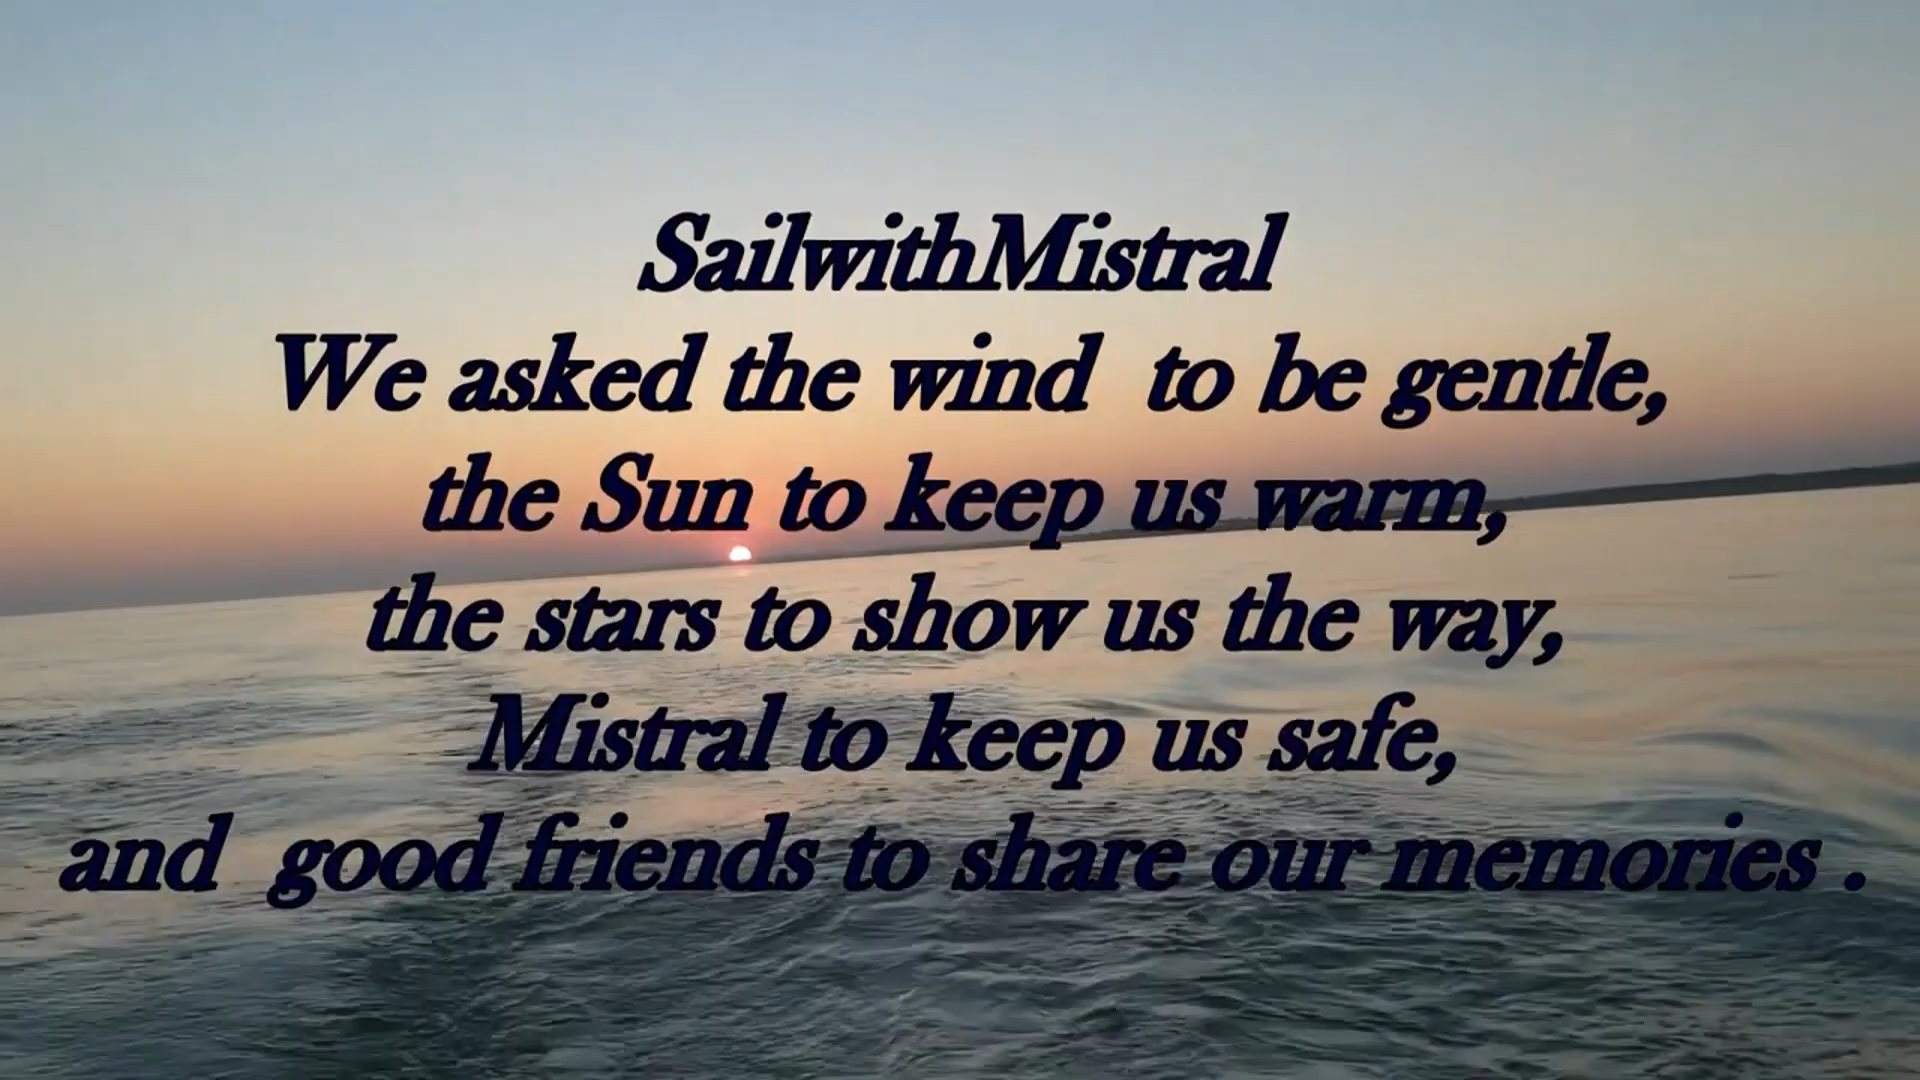 SailwithMistral
We asked the wind  to be gentle,
the Sun to keep us warm,
the stars to show us the way,
Mistral to keep us safe,
and  good friends to share our memories .